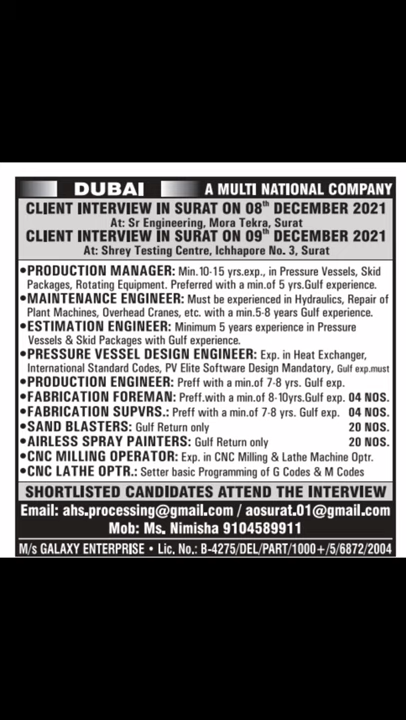 DUBAI A MULTI NATIONAL COMPANY
CLIENT INTERVIEW IN SURAT ON 08th DECEMBER 2021
At: Sr Engineering, Mora Tekra, Surat
CLIENT INTERVIEW IN SURAT ON 09th DECEMBER 2021
At: Shrey Testing Centre, Ichhapore No. 3, Surat
•PRODUCTION MANAGER: Min.10-15 yrs.exp., in Pressure Vessels, Skid
Packages, Rotating Equipment. Preferred with a min.of 5 yrs.Gulf experience.
•MAINTENANCE ENGINEER: Must be experienced in Hydraulics, Repair of
Plant Machines, Overhead Cranes, etc. with a min.5-8 years Gulf experience.
•ESTIMATION ENGINEER: Minimum 5 years experience in Pressure
Vessels & Skid Packages with Gulf experience.
•PRESSURE VESSEL DESIGN ENGINEER: Exp. in Heat Exchanger,
International Standard Codes, PV Elite Software Design Mandatory, Gulf exp.must
•PRODUCTION ENGINEER: Preff with a min.of 7-8 yrs. Gulf exp.
•FABRICATION FOREMAN: Preff.with a min.of 8-10yrs.Gulf exp. 04 NOS.
•FABRICATION SUPVRS.: Preff with a min.of 7-8 yrs. Gulf exp. 04 NOS.
•SAND BLASTERS: Gulf Return only 20 NOS.
•AIRLESS SPRAY PAINTERS: Gulf Return only 20 NOS.
•CNC MILLING OPERATOR: Exp. in CNC Milling & Lathe Machine Optr.
•CNC LATHE OPTR.: Setter basic Programing of G Codes & M Codes
SHORTLISTED CANDIDATES ATTEND THE INTERVIEW
Email: ahs.processing@gmail.com / aosurat.01@gmail.com
Mob: Ms. Nimisha 9104589911
M/s GALAXY ENTERPRISE • Lic. No.: B-4275/DEL/PART/1000+/5/6872/2004